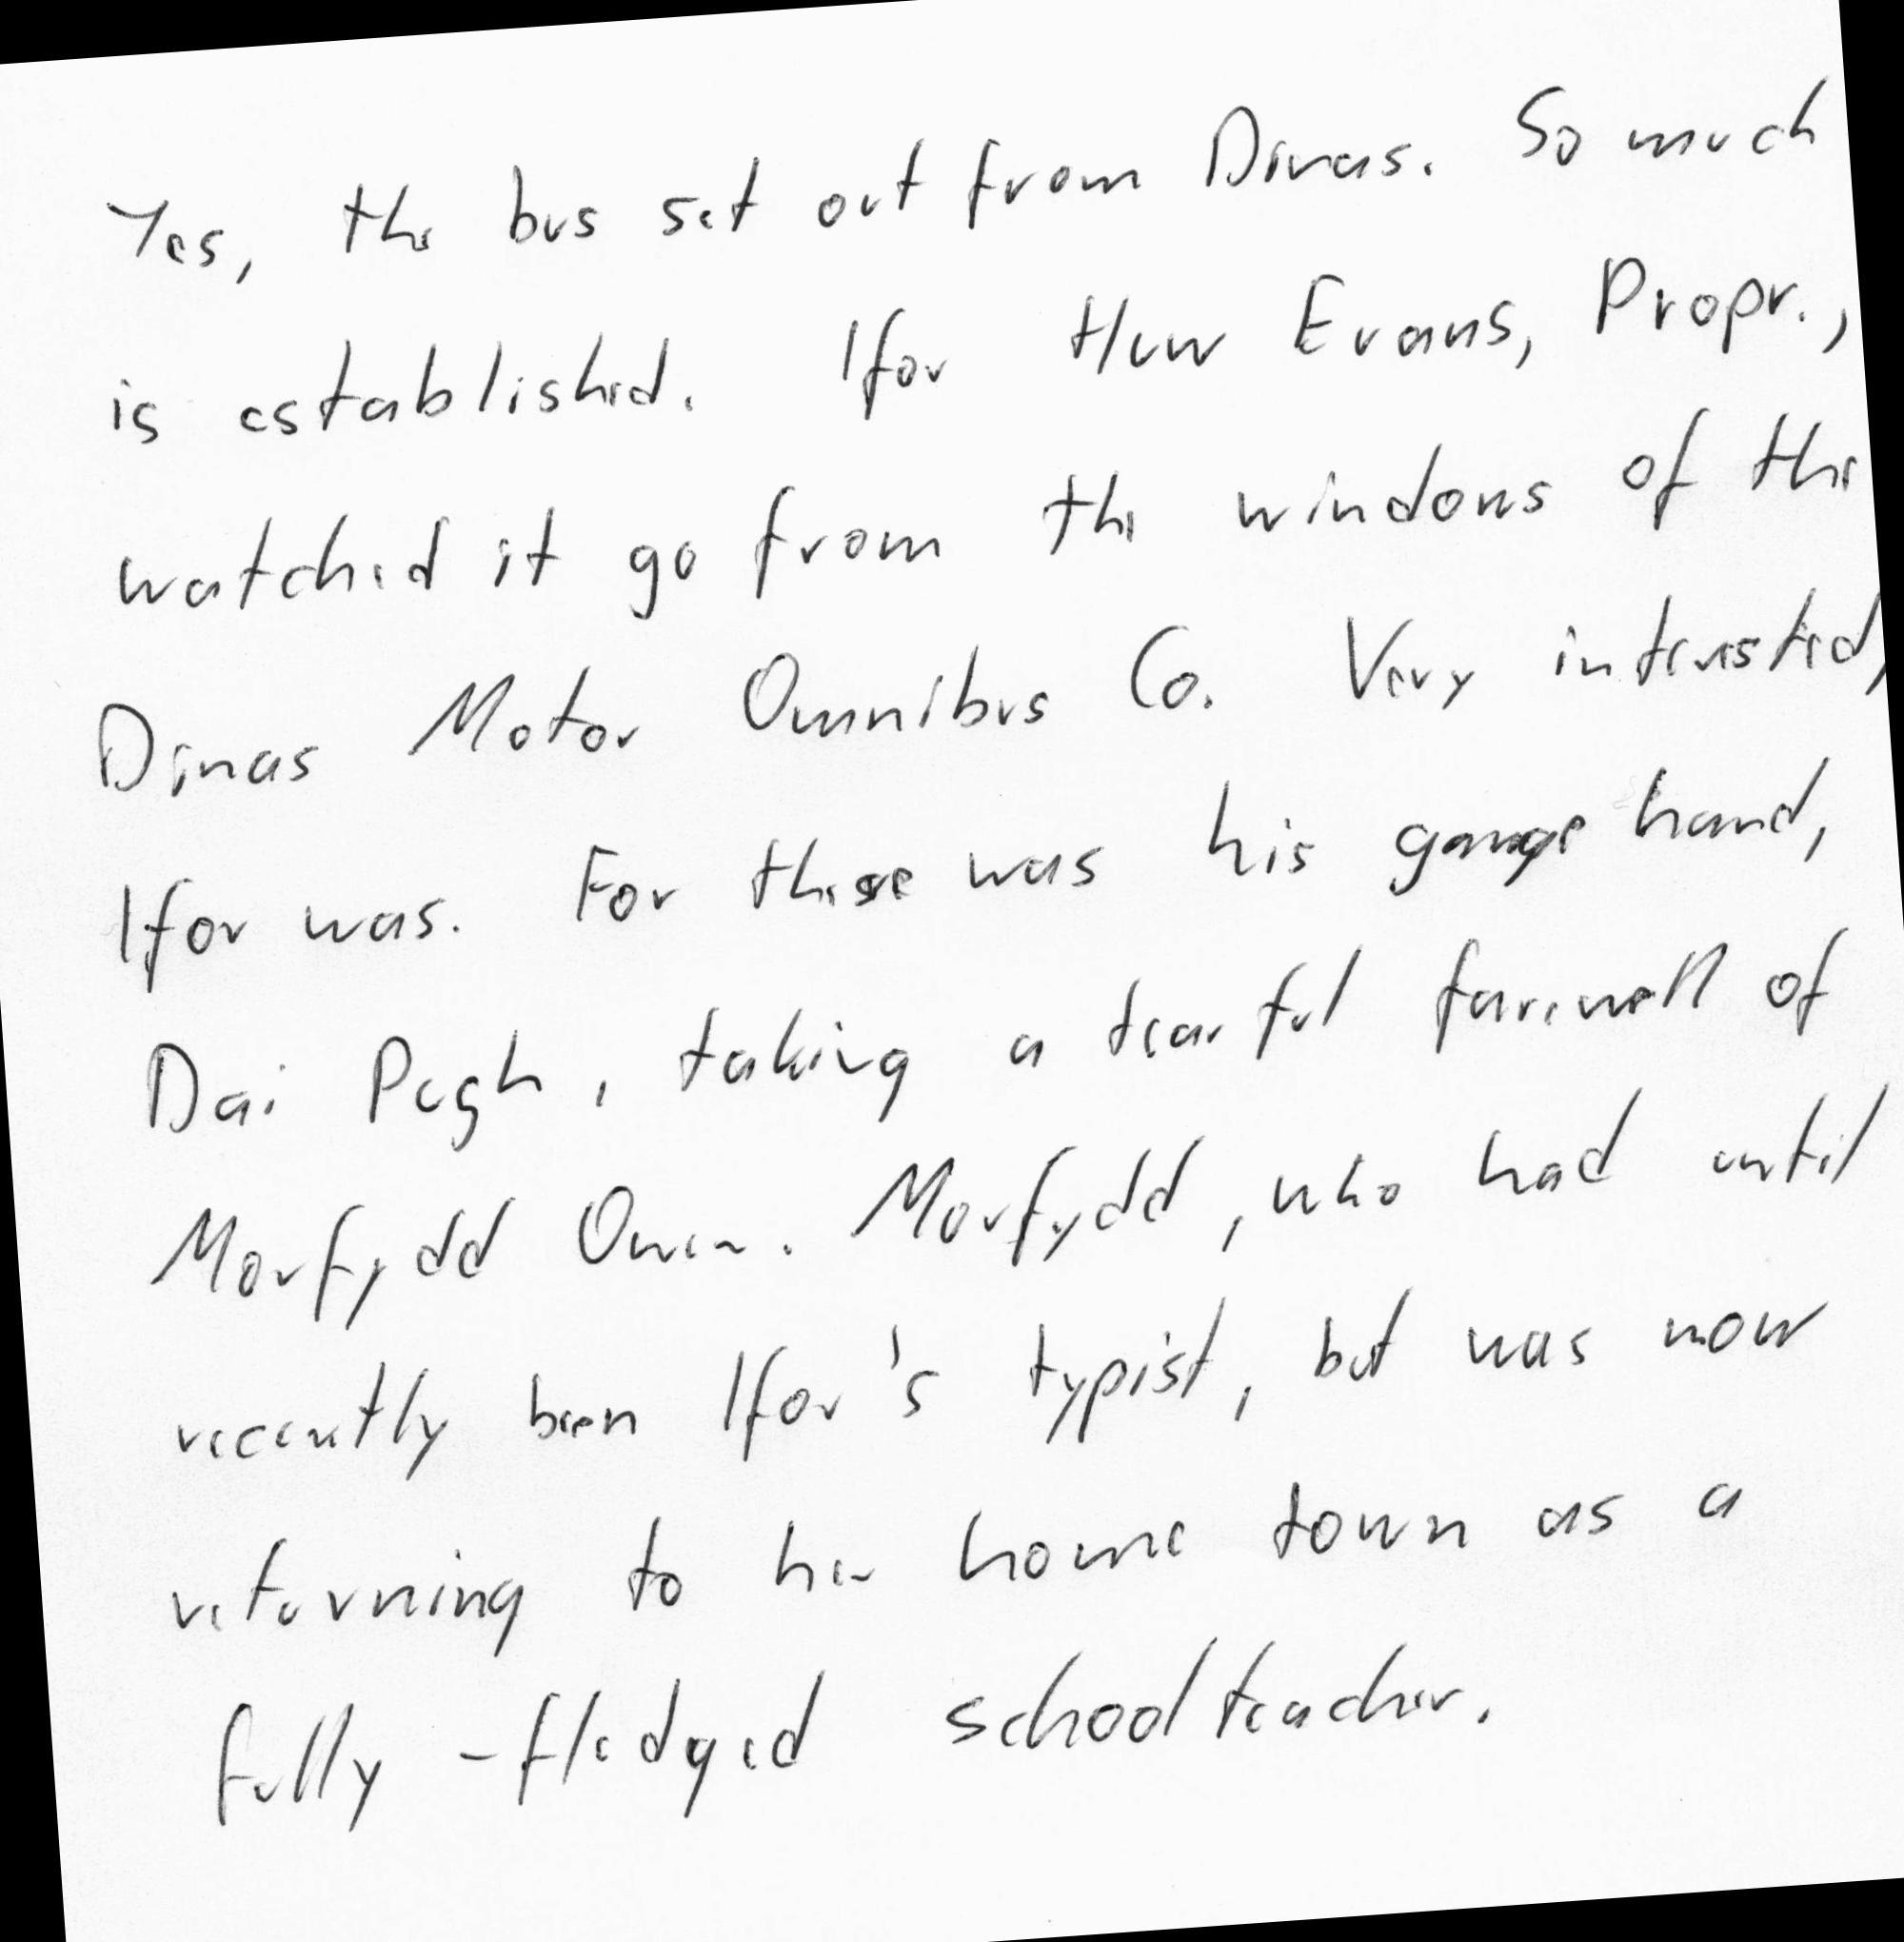 Yes, the bus set out from Dinas. So much
is established. Ifor Huw Evans, Propr.,
watched it go from the windows of the
Dinas Motor Omnibus Co. Very interested,
Ifor was. For there was his garage hand,
Dai Pugh, taking a tearful farewell of
Morfydd Owen. Morfydd, who had until
recently been Ifor's typist, but was now
returning to her home town as a
fully-fledged schoolteacher.